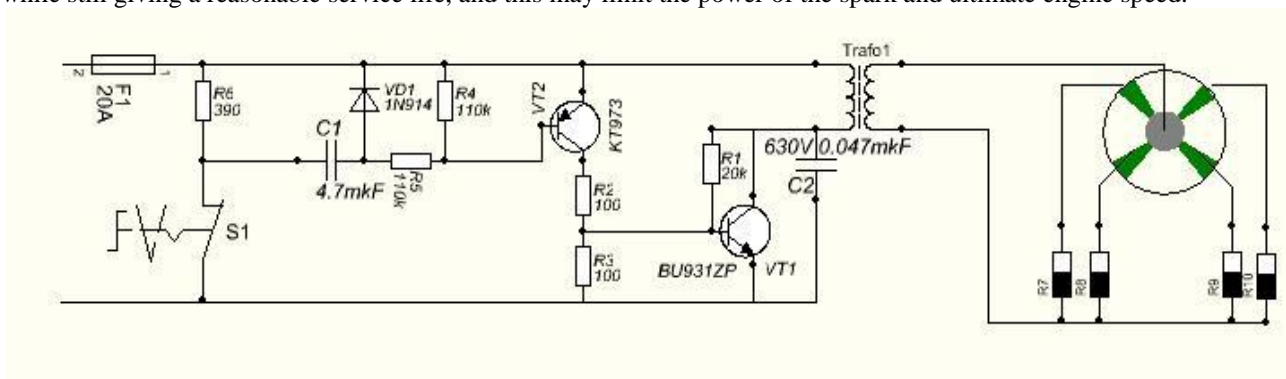 while still giving a reasonable service life, and this may limit the power of the spark and ultimate engine speed.
Trafo1
2
1
F1
20A
R6
390
VD1
1N914
R4
110k
VT2
KT973
C1
4.7mkF
R5
110k
R1
20k
630V 0.047mkF
C2
R2
100
S1
R3
100
BU931ZP
VT1
R7
R8
R9
R10